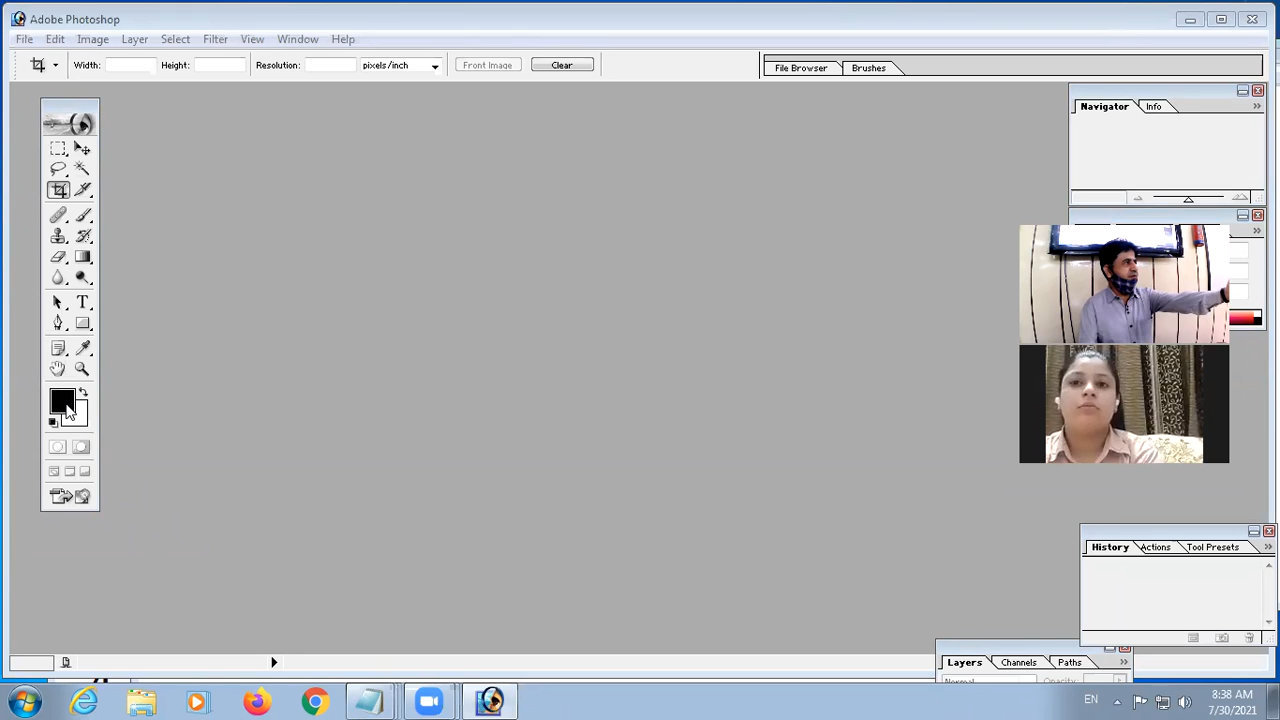 Adobe Photoshop
File Edit Image Layer Select Filter View Window Help
Width: Height: Resolution: pixels/inch Front Image Clear
File Browser Brushes
Navigator Info
T
History Actions Tool Presets
Layers Channels Paths
Normal Opacity:
EN 8:38 AM
7/30/2021